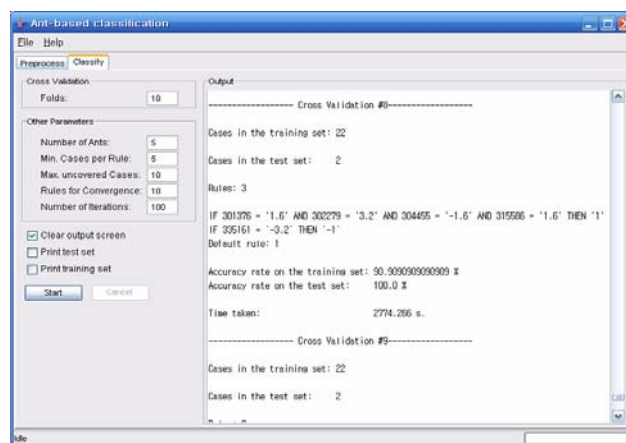 Ant-based classification
File Help
Preprocess Classify
Cross Validation
Folds: 10
Other Parameters
Number of Ants: 5
Min. Cases per Rule: 5
Max. uncovered Cases: 10
Rules for Convergence: 10
Number of Iterations: 100
Clear output screen
Print test set
Print training set
Start Cancel
Output
------------------ Cross Validation #8------------------
Cases in the training set: 22
Cases in the test set: 2
Rules: 3
IF 301376 = '1.6' AND 302279 = '3.2' AND 304455 = '-1.6' AND 315586 = '1.6' THEN '1'
IF 335161 = '-3.2' THEN '-1'
Default rule: 1
Accuracy rate on the training set: 90.9090909090909 %
Accuracy rate on the test set: 100.0 %
Time taken: 2774.266 s.
------------------ Cross Validation #9------------------
Cases in the training set: 22
Cases in the test set: 2
Idle